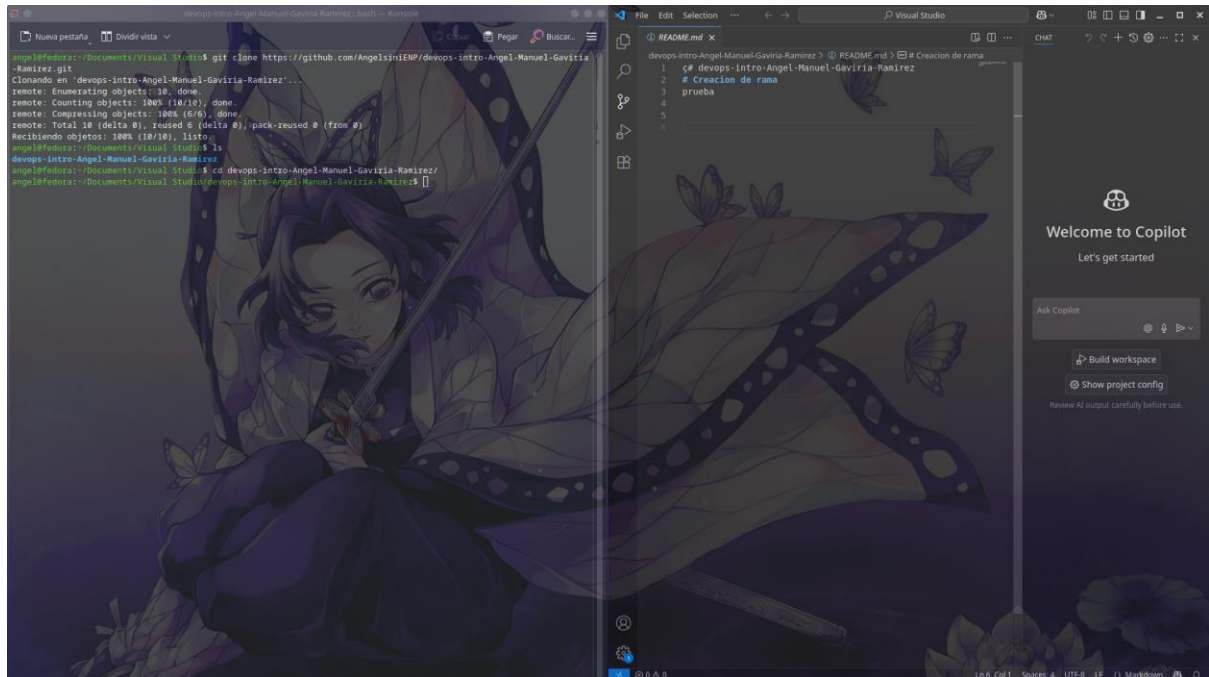 devops-intro-Angel-Manuel-Gaviria-Ramirez : bash — Konsole
Nueva pestaña
Dividir vista
Copiar
Pegar
Buscar...
angel@fedora:~/Documents/Visual Studio$ git clone https://github.com/AngelsiniENP/devops-intro-Angel-Manuel-Gavitia
-Ramirez.git
Clonando en 'devops-intro-Angel-Manuel-Gaviria-Ramirez'...
remote: Enumerating objects: 10, done.
remote: Counting objects: 100% (10/10), done.
remote: Compressing objects: 100% (6/6), done.
remote: Total 10 (delta 0), reused 6 (delta 0), pack-reused 0 (from 0)
Recibiendo objetos: 100% (10/10), listo.
angel@fedora:~/Documents/Visual Studio$ ls
devops-intro-Angel-Manuel-Gaviria-Ramirez
angel@fedora:~/Documents/Visual Studio$ cd devops-intro-Angel-Manuel-Gaviria-Ramirez/
angel@fedora:~/Documents/Visual Studio/devops-intro-Angel-Manuel-Gaviria-Ramirez$
File Edit Selection ···
Visual Studio
README.md
devops-intro-Angel-Manuel-Gaviria-Ramirez > README.md > # Creacion de rama
1 ç# devops-intro-Angel-Manuel-Gaviria-Ramirez
2 # Creacion de rama
3 prueba
4
5
6
CHAT
Welcome to Copilot
Let's get started
Ask Copilot
Build workspace
Show project config
Review AI output carefully before use.
0 0
Ln 6, Col 1 Spaces: 4 UTF-8 LF Markdown